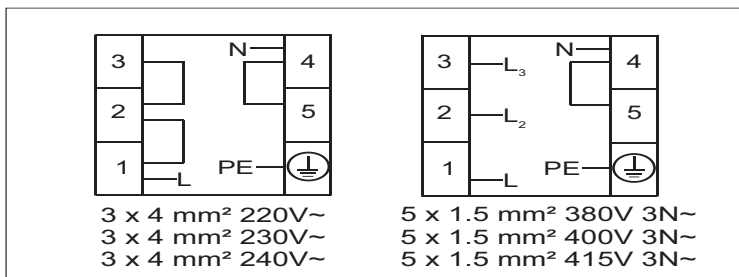 3
2
1
L
N
4
5
PE
3 x 4 mm² 220V~
3 x 4 mm² 230V~
3 x 4 mm² 240V~
3
2
1
L₃
L₂
L
N
4
5
PE
5 x 1.5 mm² 380V 3N~
5 x 1.5 mm² 400V 3N~
5 x 1.5 mm² 415V 3N~